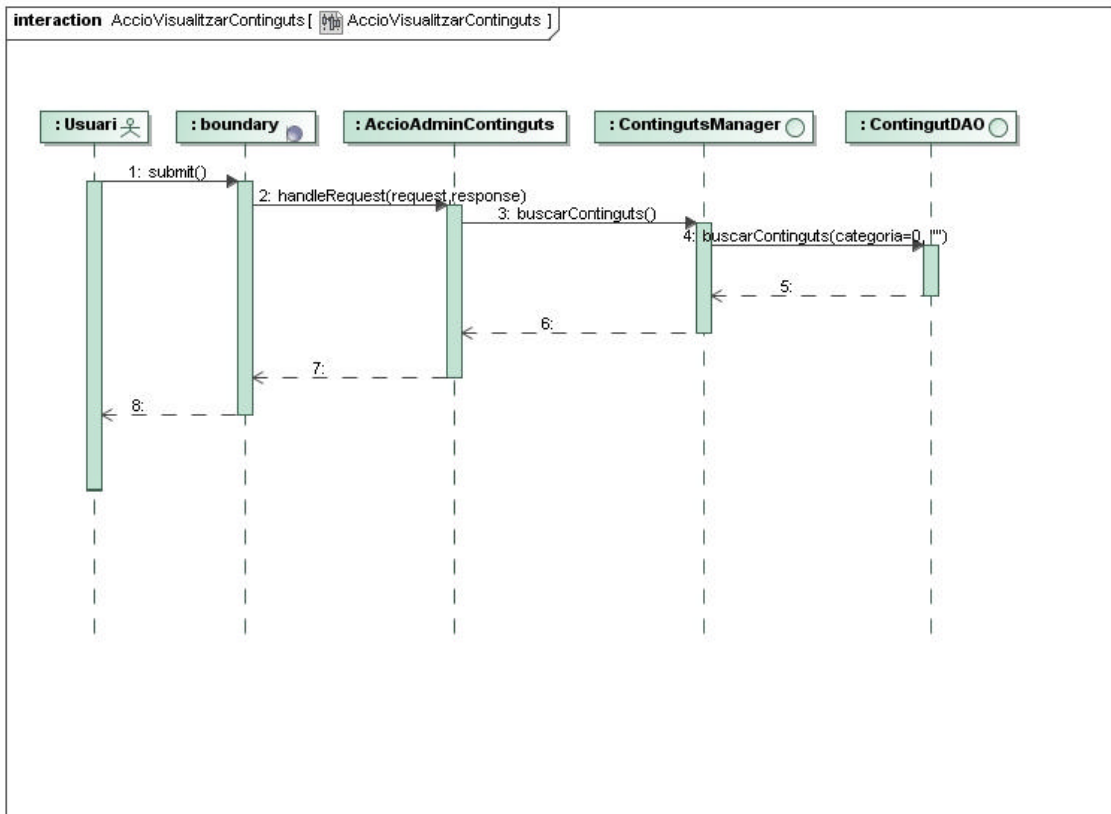 interaction AccioVisualitzarContinguts [ AccioVisualitzarContinguts ]
: Usuari
: boundary
: AccioAdminContinguts
: ContingutsManager
: ContingutDAO
1: submit()
2: handleRequest(request,response)
3: buscarContinguts()
4: buscarContinguts(categoria=0, "")
5:
6:
7:
8: